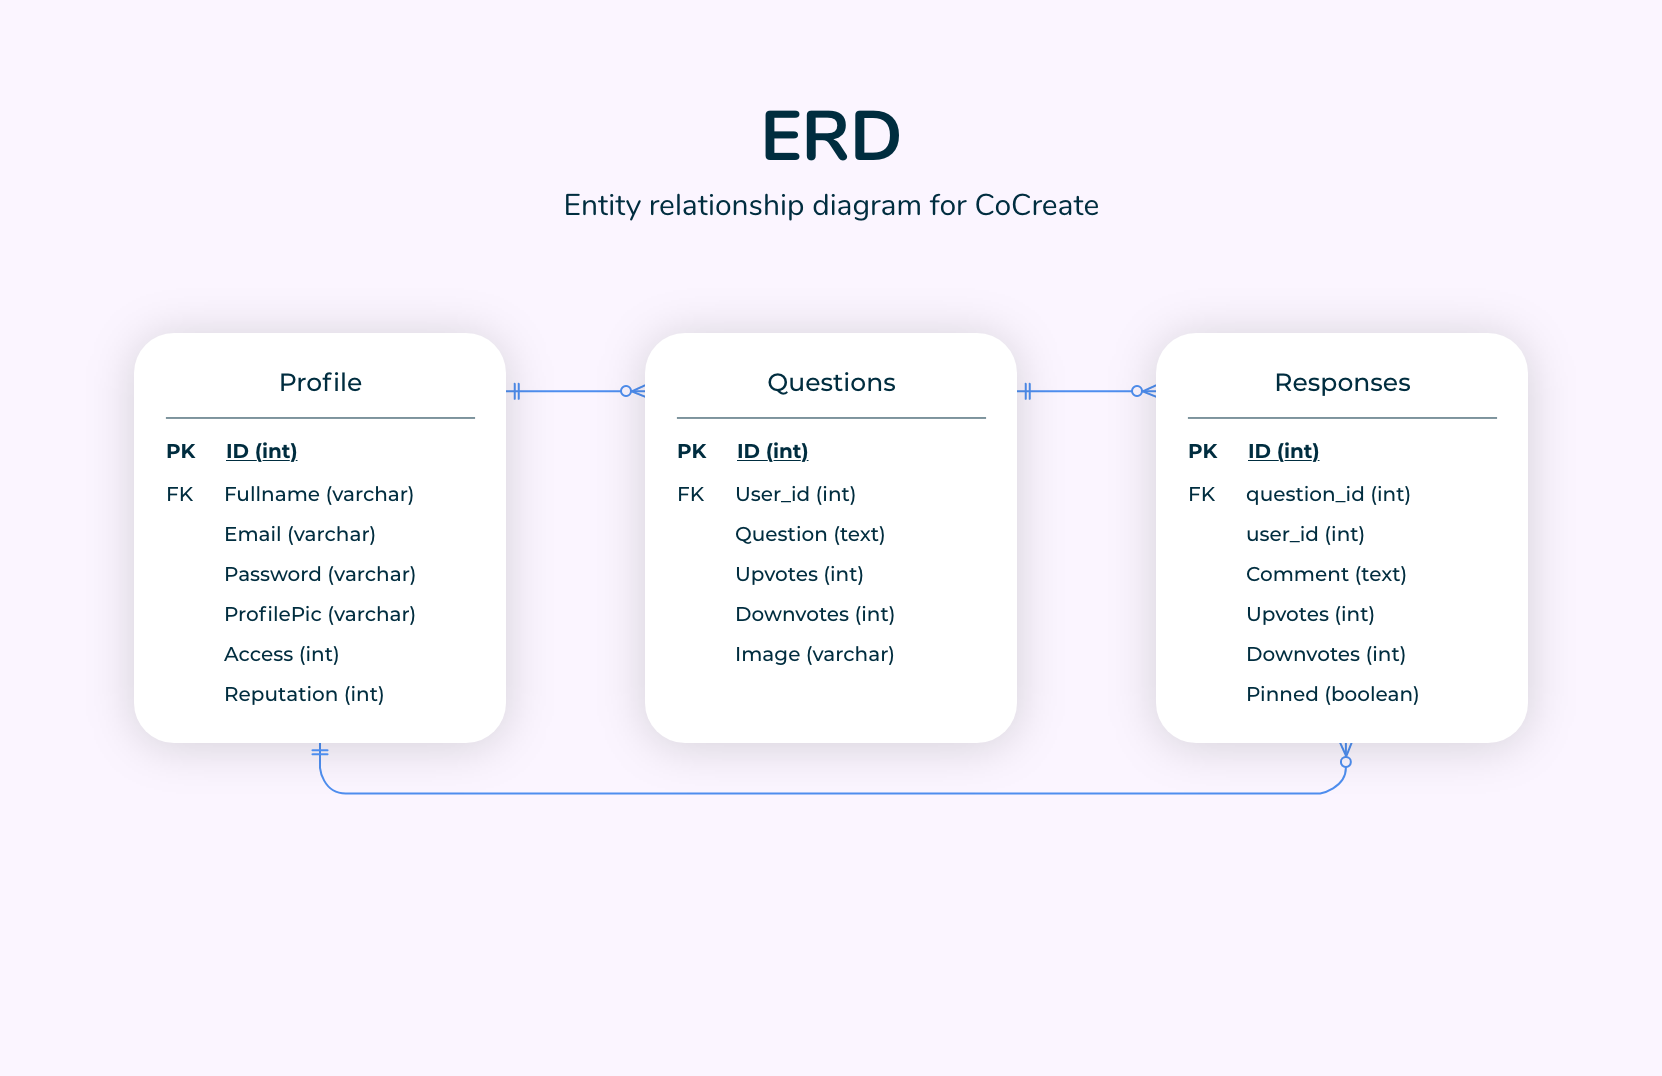 ERD
Entity relationship diagram for CoCreate
Profile
PK ID (int)
FK Fullname (varchar)
Email (varchar)
Password (varchar)
ProfilePic (varchar)
Access (int)
Reputation (int)
Questions
PK ID (int)
FK User_id (int)
Question (text)
Upvotes (int)
Downvotes (int)
Image (varchar)
Responses
PK ID (int)
FK question_id (int)
user_id (int)
Comment (text)
Upvotes (int)
Downvotes (int)
Pinned (boolean)